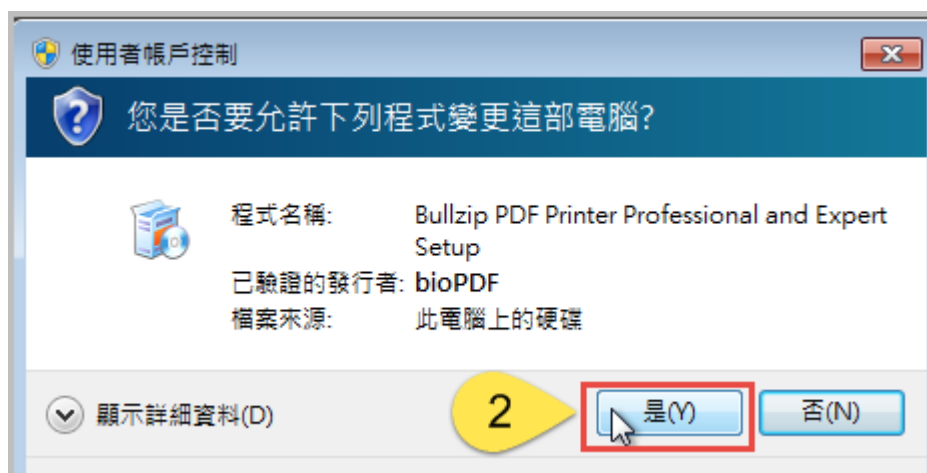 使用者帳戶控制
您是否要允許下列程式變更這部電腦?
程式名稱: Bullzip PDF Printer Professional and Expert
Setup
已驗證的發行者: bioPDF
檔案來源: 此電腦上的硬碟
顯示詳細資料(D) 2 是(Y) 否(N)